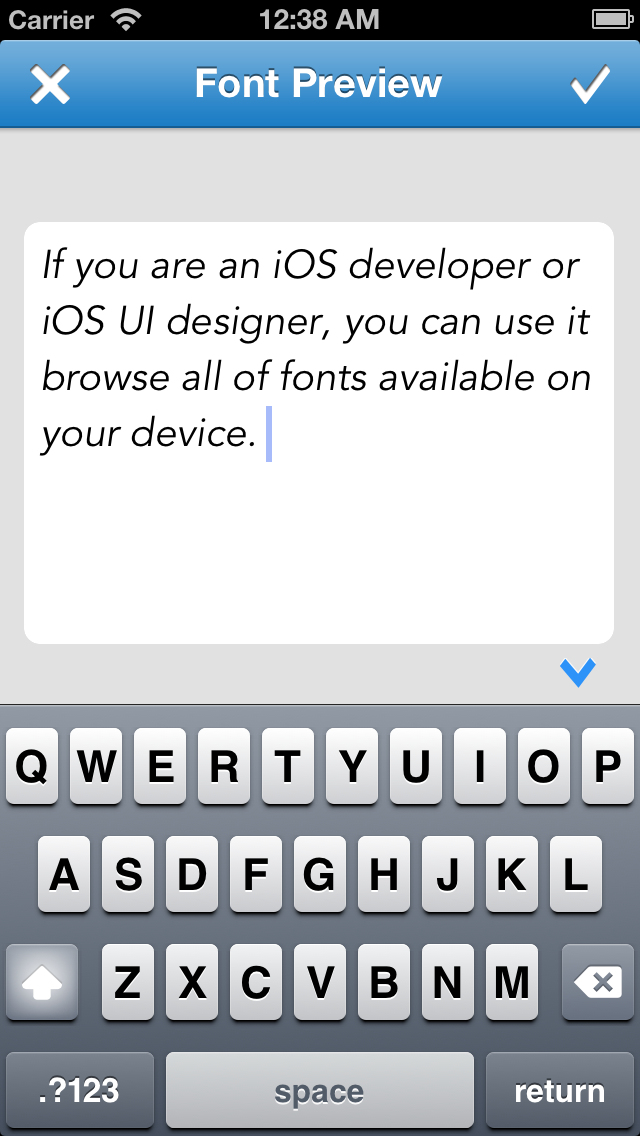 Carrier 12:38 AM
Font Preview
If you are an iOS developer or
iOS UI designer, you can use it
browse all of fonts available on
your device.
Q W E R T Y U I O P
A S D F G H J K L
Z X C V B N M
.?123 space return